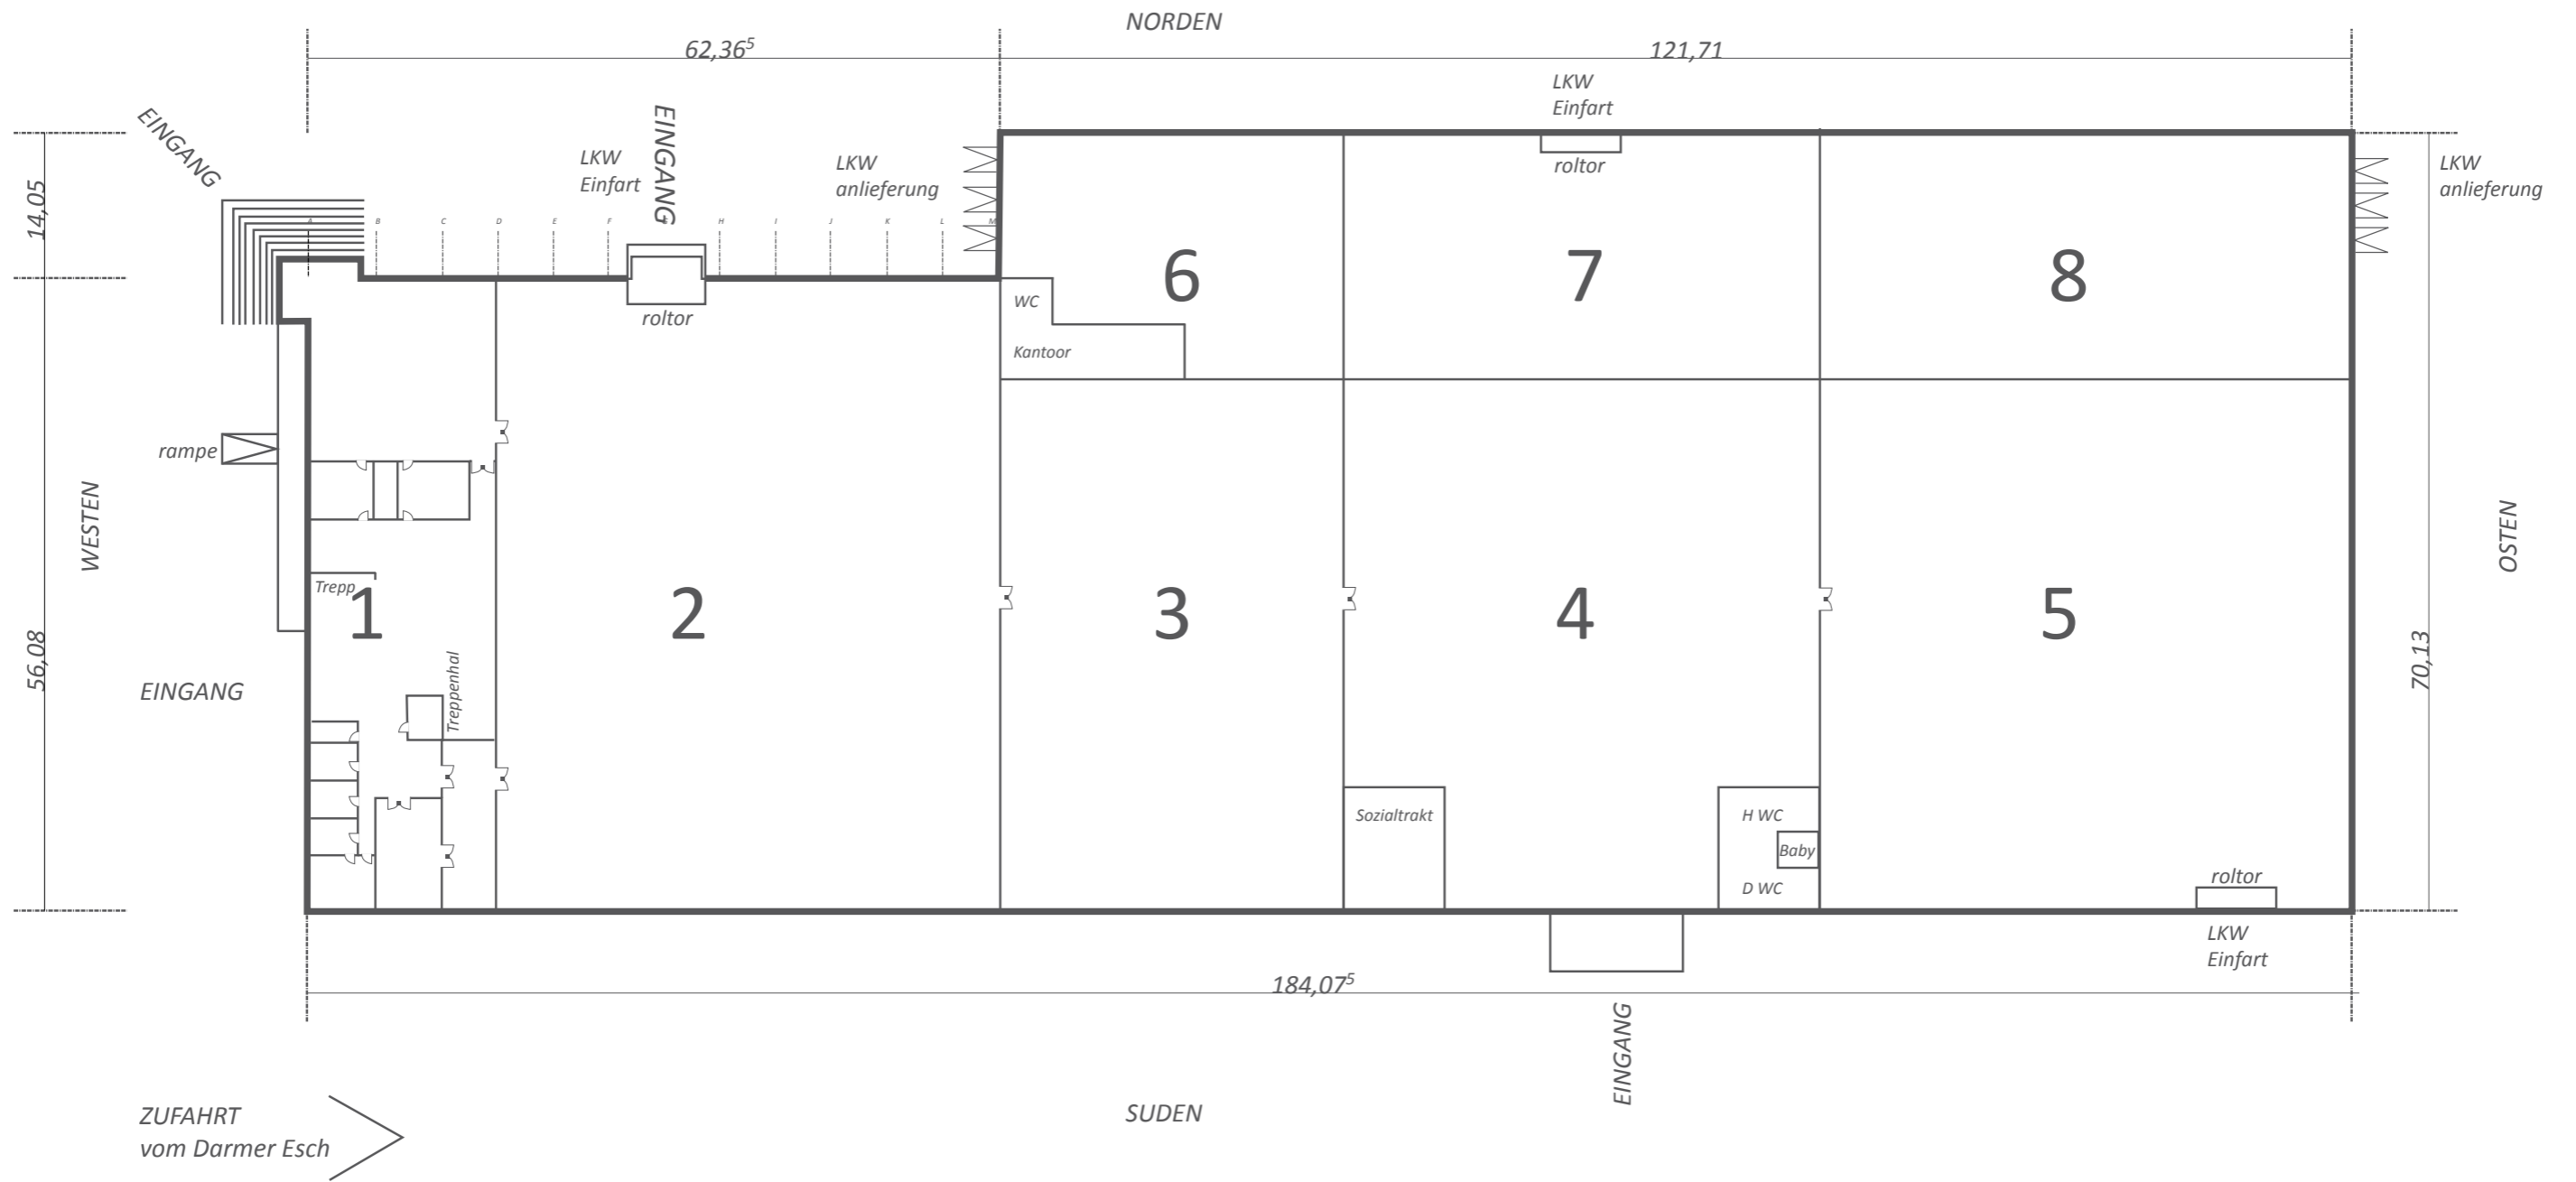 NORDEN
62,36⁵
121,71
LKW
Einfart
EINGANG
EINGANG
LKW
Einfart
LKW
anlieferung
LKW
anlieferung
14,05
roltor
A
B
C
D
E
F
H
I
J
K
L
M
6
7
8
WC
roltor
Kantoor
rampe
WESTEN
OSTEN
Trepp
1
2
3
4
5
56,08
70,13
EINGANG
Treppenhal
Sozialtrakt
H WC
Baby
D WC
roltor
LKW
Einfart
184,07⁵
EINGANG
SUDEN
ZUFAHRT
vom Darmer Esch